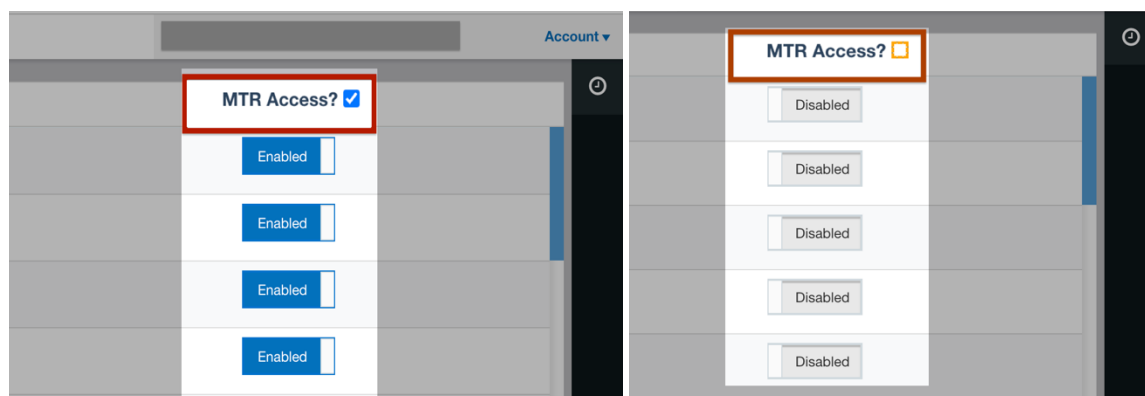 Account
MTR Access?
Enabled
Enabled
Enabled
Enabled
MTR Access?
Disabled
Disabled
Disabled
Disabled
Disabled